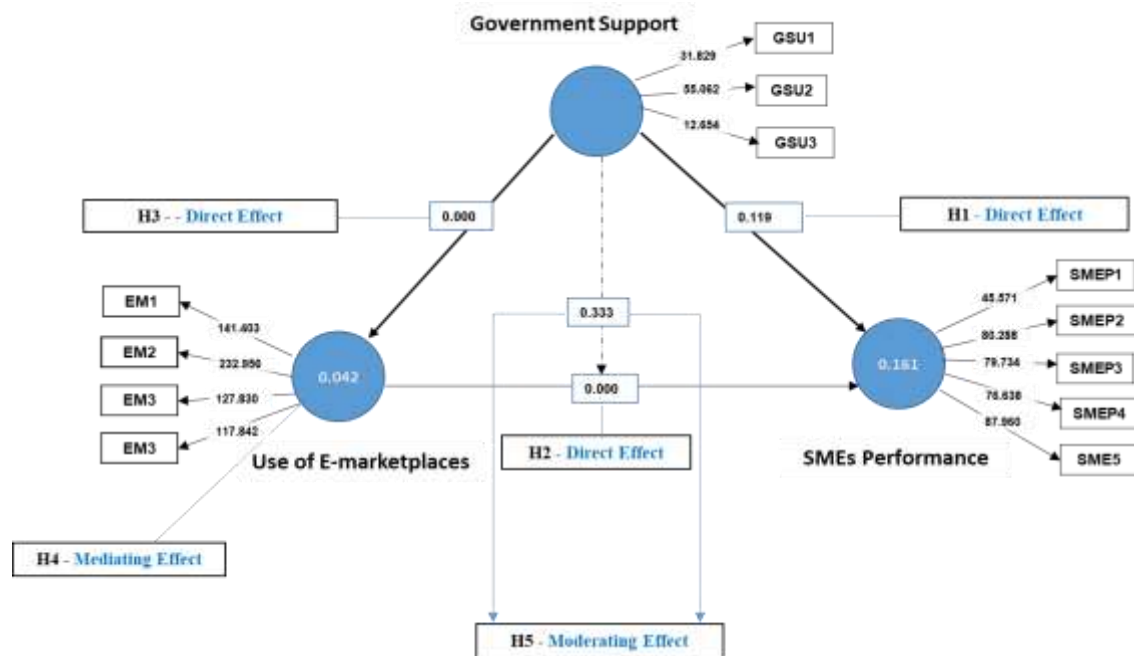 Government Support
GSU1
31.829
GSU2
55.062
GSU3
12.654
H3 - - Direct Effect
0.000
0.119
H1 - Direct Effect
EM1
141.403
EM2
232.950
EM3
127.930
EM3
117.842
0.042
0.333
0.000
0.161
SMEP1
45.571
SMEP2
80.286
SMEP3
79.734
SMEP4
76.638
SME5
87.960
Use of E-marketplaces
H2 - Direct Effect
SMEs Performance
H4 - Mediating Effect
H5 - Moderating Effect